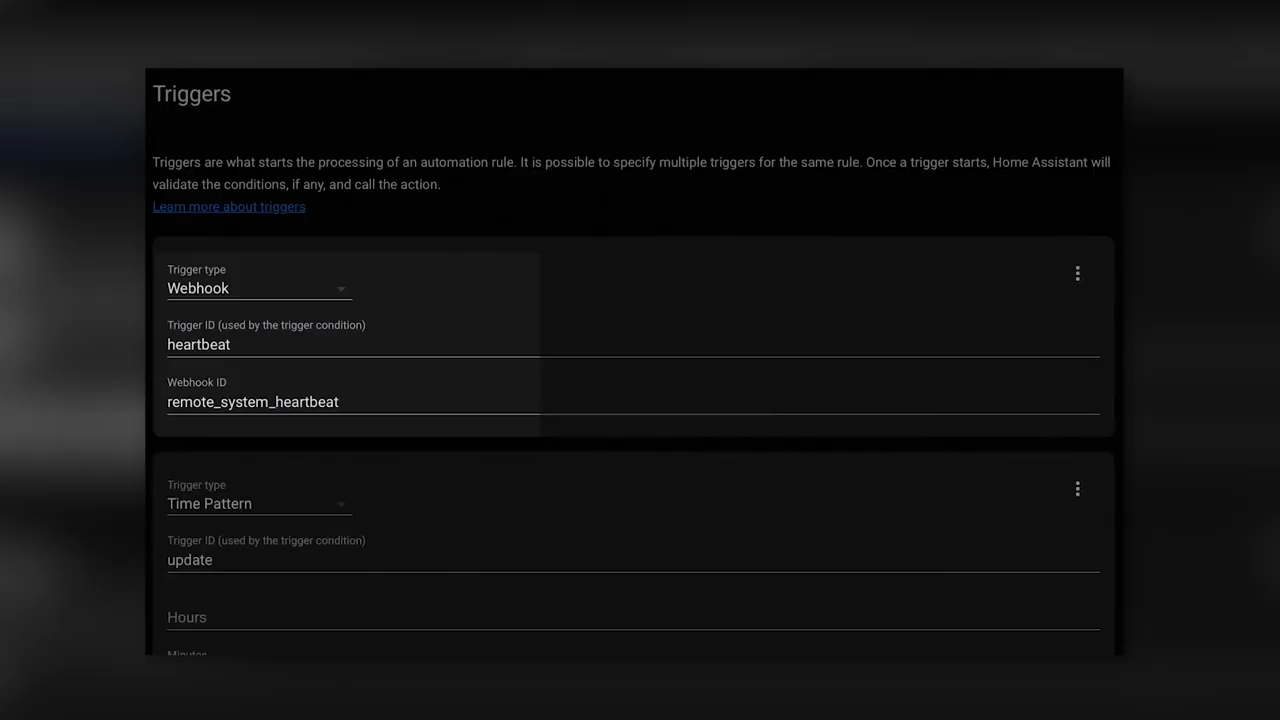 Triggers
Triggers are what starts the processing of an automation rule. It is possible to specify multiple triggers for the same rule. Once a trigger starts, Home Assistant will
validate the conditions, if any, and call the action.
Learn more about triggers
Trigger type
Webhook
Trigger ID (used by the trigger condition)
heartbeat
Webhook ID
remote_system_heartbeat
Trigger type
Time Pattern
Trigger ID (used by the trigger condition)
update
Hours
Minutes